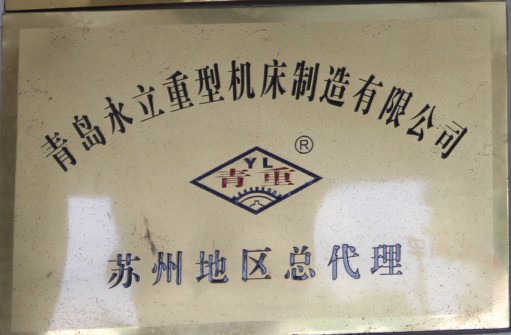 青岛永立重型机床制造有限公司
®
YL
青重
苏州地区总代理